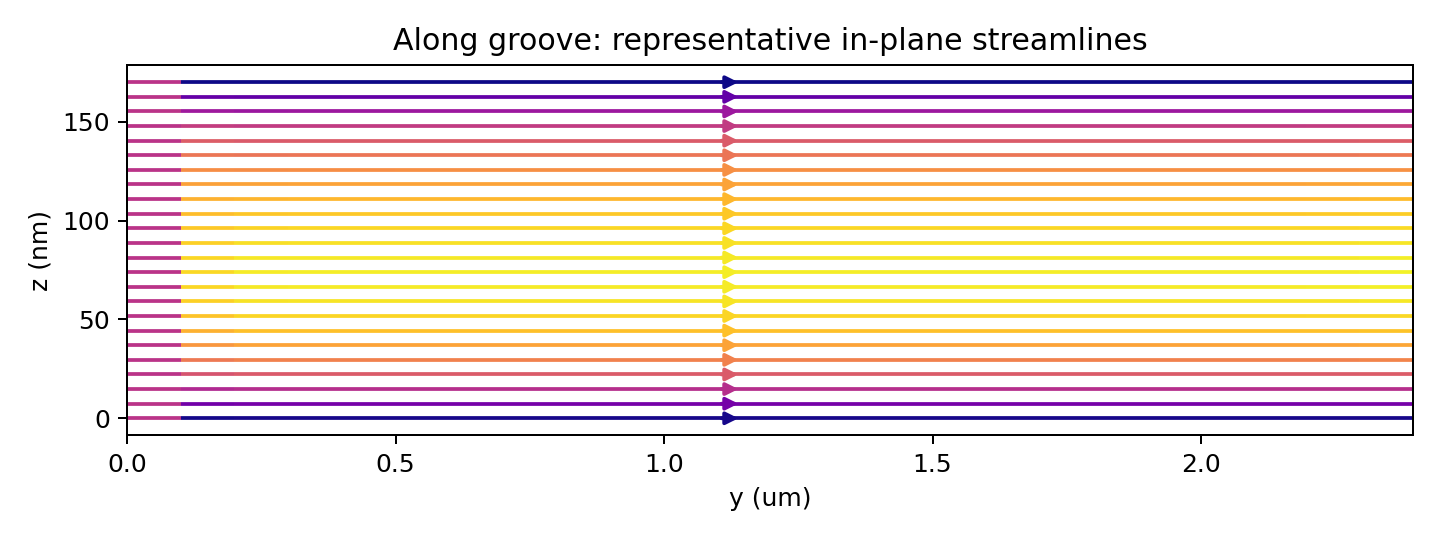 Along groove: representative in-plane streamlines
z (nm)
150
100
50
0
0.0 0.5 1.0 1.5 2.0
y (um)